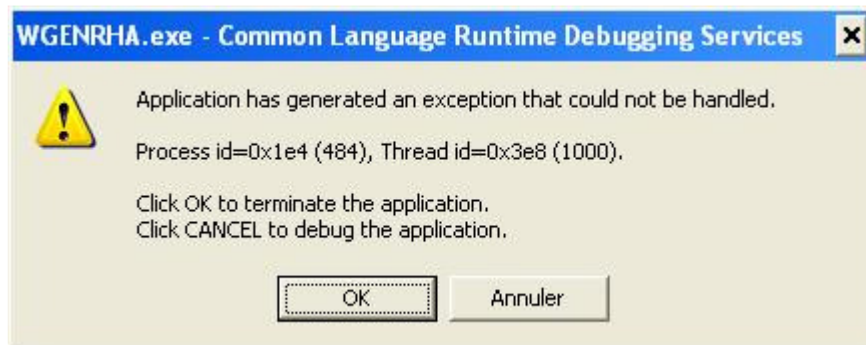 WGENRHA.exe - Common Language Runtime Debugging Services
Application has generated an exception that could not be handled.
Process id=0x1e4 (484), Thread id=0x3e8 (1000).
Click OK to terminate the application.
Click CANCEL to debug the application.
OK
Annuler